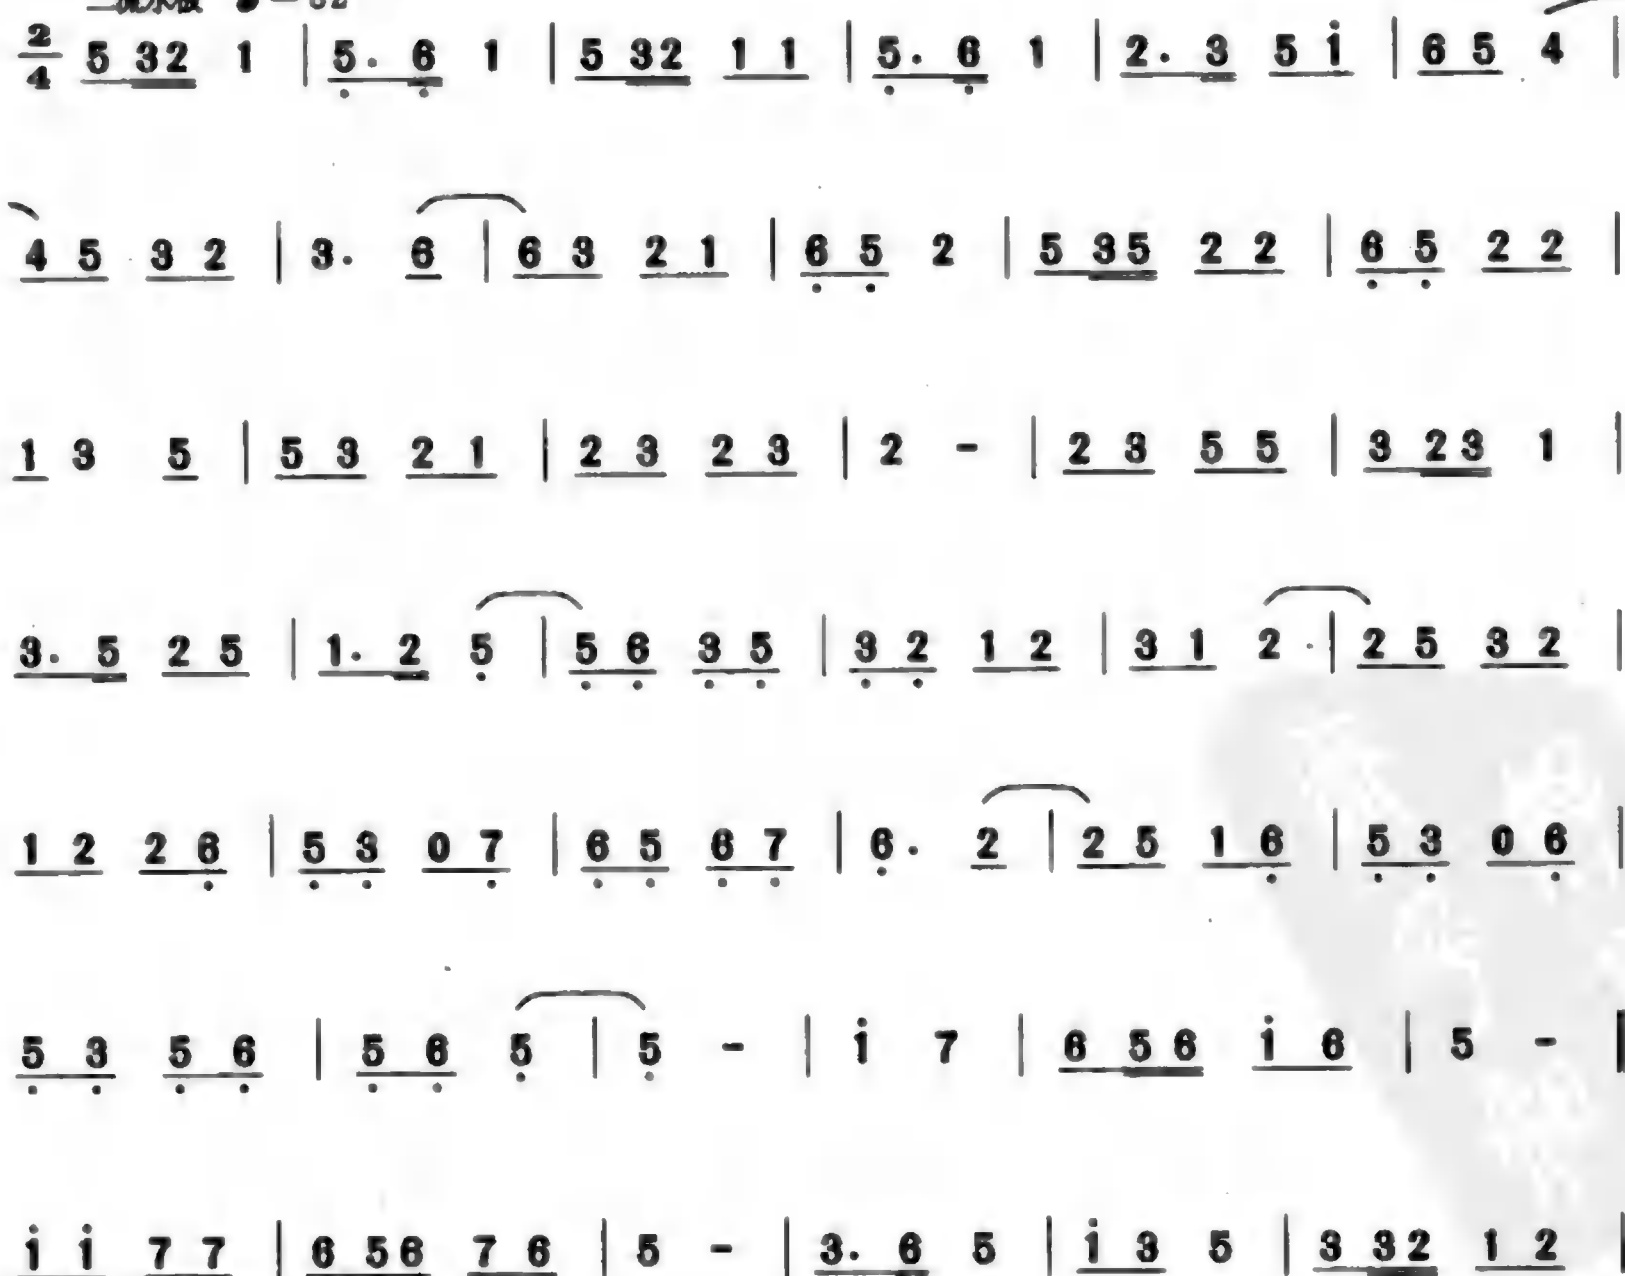 2/4 5 32 1 | 5. 6 1 | 5 32 1 1 | 5. 6 1 | 2. 3 5 i | 6 5 4 |
4 5 3 2 | 3. 6 | 6 3 2 1 | 6 5 2 | 5 35 2 2 | 6 5 2 2 |
1 3 5 | 5 3 2 1 | 2 3 2 3 | 2 - | 2 3 5 5 | 3 23 1 |
3. 5 2 5 | 1. 2 5 | 5 6 3 5 | 3 2 1 2 | 3 1 2 | 2 5 3 2 |
1 2 2 6 | 5 3 0 7 | 6 5 6 7 | 6. 2 | 2 5 1 6 | 5 3 0 6 |
5 3 5 6 | 5 6 5 | 5 - | i 7 | 6 56 i 6 | 5 - |
i i 7 7 | 6 56 7 6 | 5 - | 3. 6 5 | i 3 5 | 3 32 1 2 |